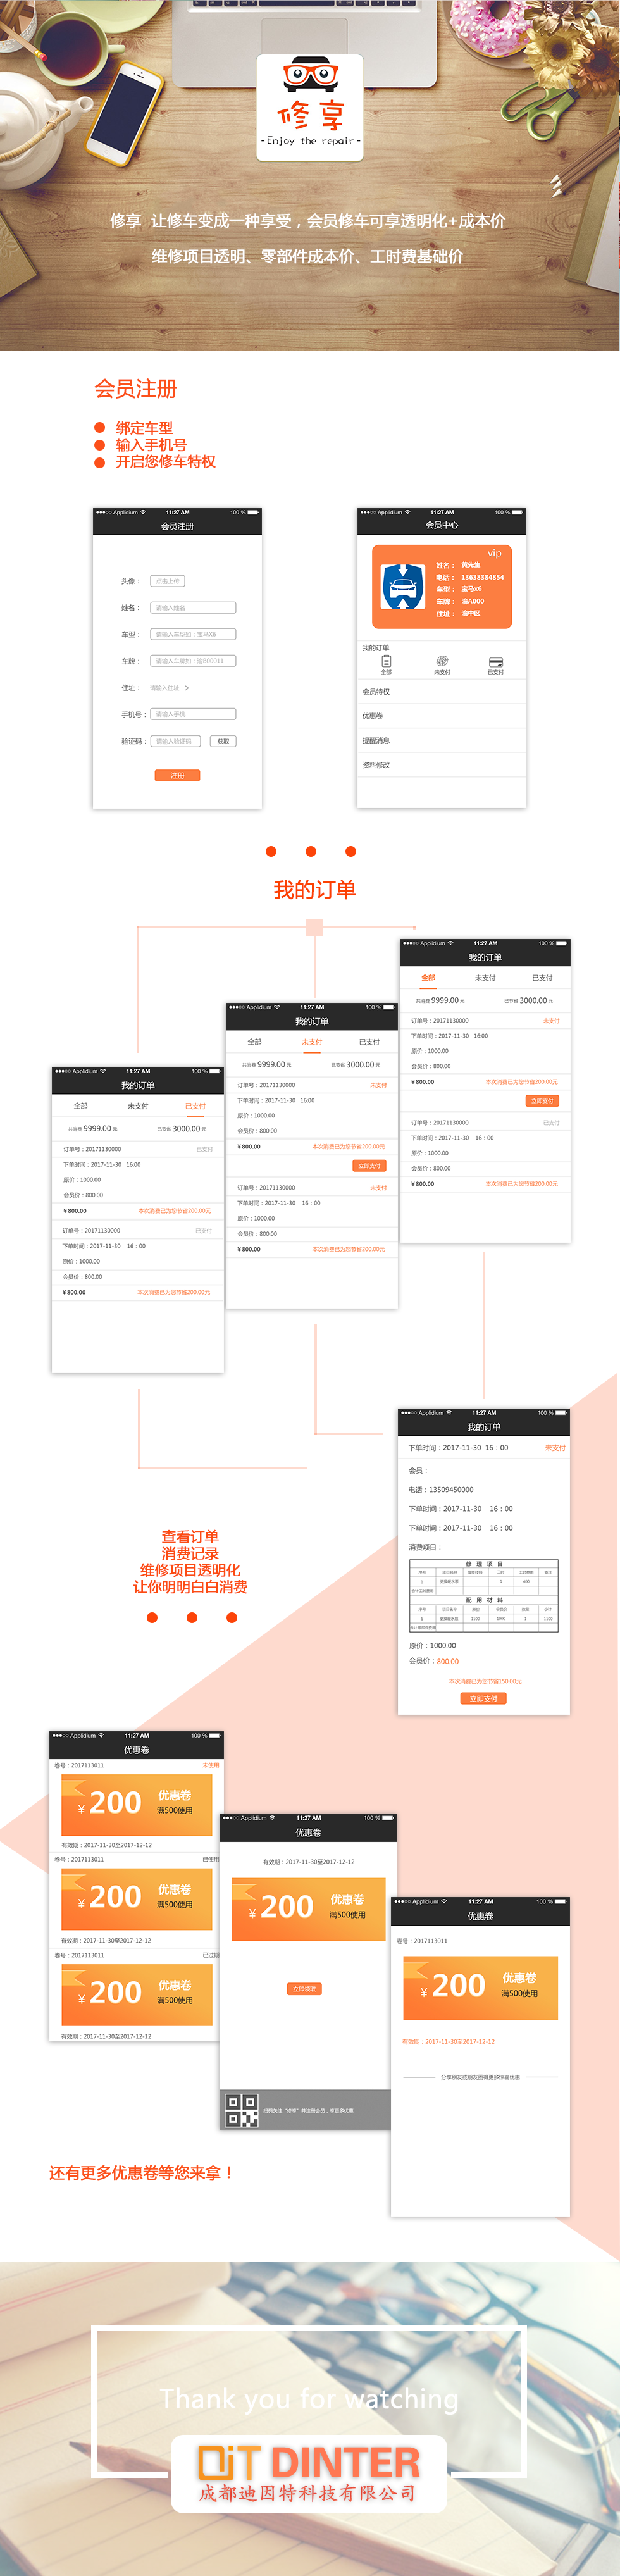 修享
-Enjoy the repair-
修享 让修车变成一种享受，会员修车可享透明化+成本价
维修项目透明、零部件成本价、工时费基础价
会员注册
绑定车型
输入手机号
开启您修车特权
●●●○○ Applidium 11:27 AM 100 %
会员注册
头像： 点击上传
姓名： 请输入姓名
车型： 请输入车型如：宝马X6
车牌： 请输入车牌如：渝B00011
住址： 请输入住址 >
手机号： 请输入手机
验证码： 请输入验证码 获取
注册
●●●○○ Applidium 11:27 AM 100 %
会员中心
vip
姓名： 黄先生
电话： 13638384854
车型： 宝马x6
车牌： 渝A000
住址： 渝中区
我的订单
全部 未支付 已支付
会员特权
优惠卷
提醒消息
资料修改
我的订单
●●●○○ Applidium 11:27 AM 100 %
我的订单
全部 未支付 已支付
共消费 9999.00 元 已节省 3000.00 元
订单号：20171130000 未支付
下单时间：2017-11-30 16:00
原价：1000.00
会员价：800.00
¥ 800.00 本次消费已为您节省200.00元
立即支付
订单号：20171130000 已支付
下单时间：2017-11-30 16：00
原价：1000.00
会员价：800.00
¥ 800.00 本次消费已为您节省200.00元
●●●○○ Applidium 11:27 AM 100 %
我的订单
全部 未支付 已支付
共消费 9999.00 元 已节省 3000.00 元
订单号：20171130000 未支付
下单时间：2017-11-30 16:00
原价：1000.00
会员价：800.00
¥ 800.00 本次消费已为您节省200.00元
立即支付
订单号：20171130000 未支付
下单时间：2017-11-30 16：00
原价：1000.00
会员价：800.00
¥ 800.00 本次消费已为您节省200.00元
●●●○○ Applidium 11:27 AM 100 %
我的订单
全部 未支付 已支付
共消费 9999.00 元 已节省 3000.00 元
订单号：20171130000 已支付
下单时间：2017-11-30 16:00
原价：1000.00
会员价：800.00
¥ 800.00 本次消费已为您节省200.00元
订单号：20171130000 已支付
下单时间：2017-11-30 16：00
原价：1000.00
会员价：800.00
¥ 800.00 本次消费已为您节省200.00元
●●●○○ Applidium 11:27 AM 100 %
我的订单
下单时间：2017-11-30 16：00 未支付
会员：
电话：13509450000
下单时间：2017-11-30 16：00
下单时间：2017-11-30 16：00
消费项目：
修 理 项 目
配 用 材 料
原价：1000.00
会员价：800.00
本次消费已为您节省150.00元
立即支付
查看订单
消费记录
维修项目透明化
让你明明白白消费
●●●○○ Applidium 11:27 AM 100 %
优惠卷
卷号：2017113011 未使用
¥ 200 优惠卷
满500使用
有效期：2017-11-30至2017-12-12
卷号：2017113011 已使用
¥ 200 优惠卷
满500使用
有效期：2017-11-30至2017-12-12
卷号：2017113011 已过期
¥ 200 优惠卷
满500使用
有效期：2017-11-30至2017-12-12
●●●○○ Applidium 11:27 AM 100 %
优惠卷
有效期：2017-11-30至2017-12-12
¥ 200 优惠卷
满500使用
立即领取
扫码关注“修享”并注册会员，享更多优惠
●●●○○ Applidium 11:27 AM 100 %
优惠卷
卷号：2017113011
¥ 200 优惠卷
满500使用
有效期：2017-11-30至2017-12-12
分享朋友或朋友圈得更多惊喜优惠
还有更多优惠卷等您来拿！
Thank you for watching
DIT DINTER
成都迪因特科技有限公司